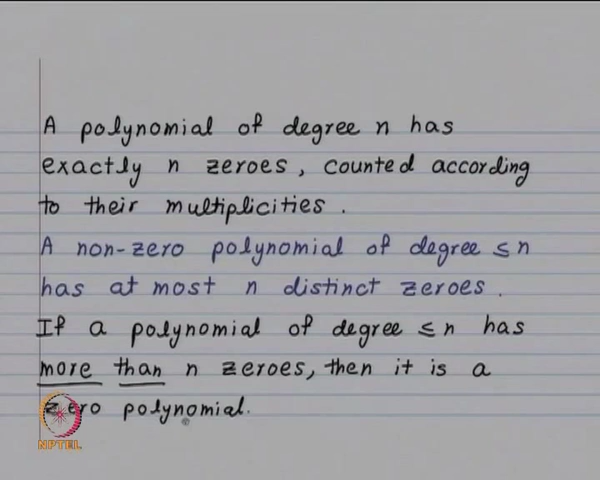 A polynomial of degree n has
exactly n zeroes, counted according
to their multiplicities.
A non-zero polynomial of degree ≤ n
has at most n distinct zeroes.
If a polynomial of degree ≤ n has
more than n zeroes, then it is a
zero polynomial.
NPTEL